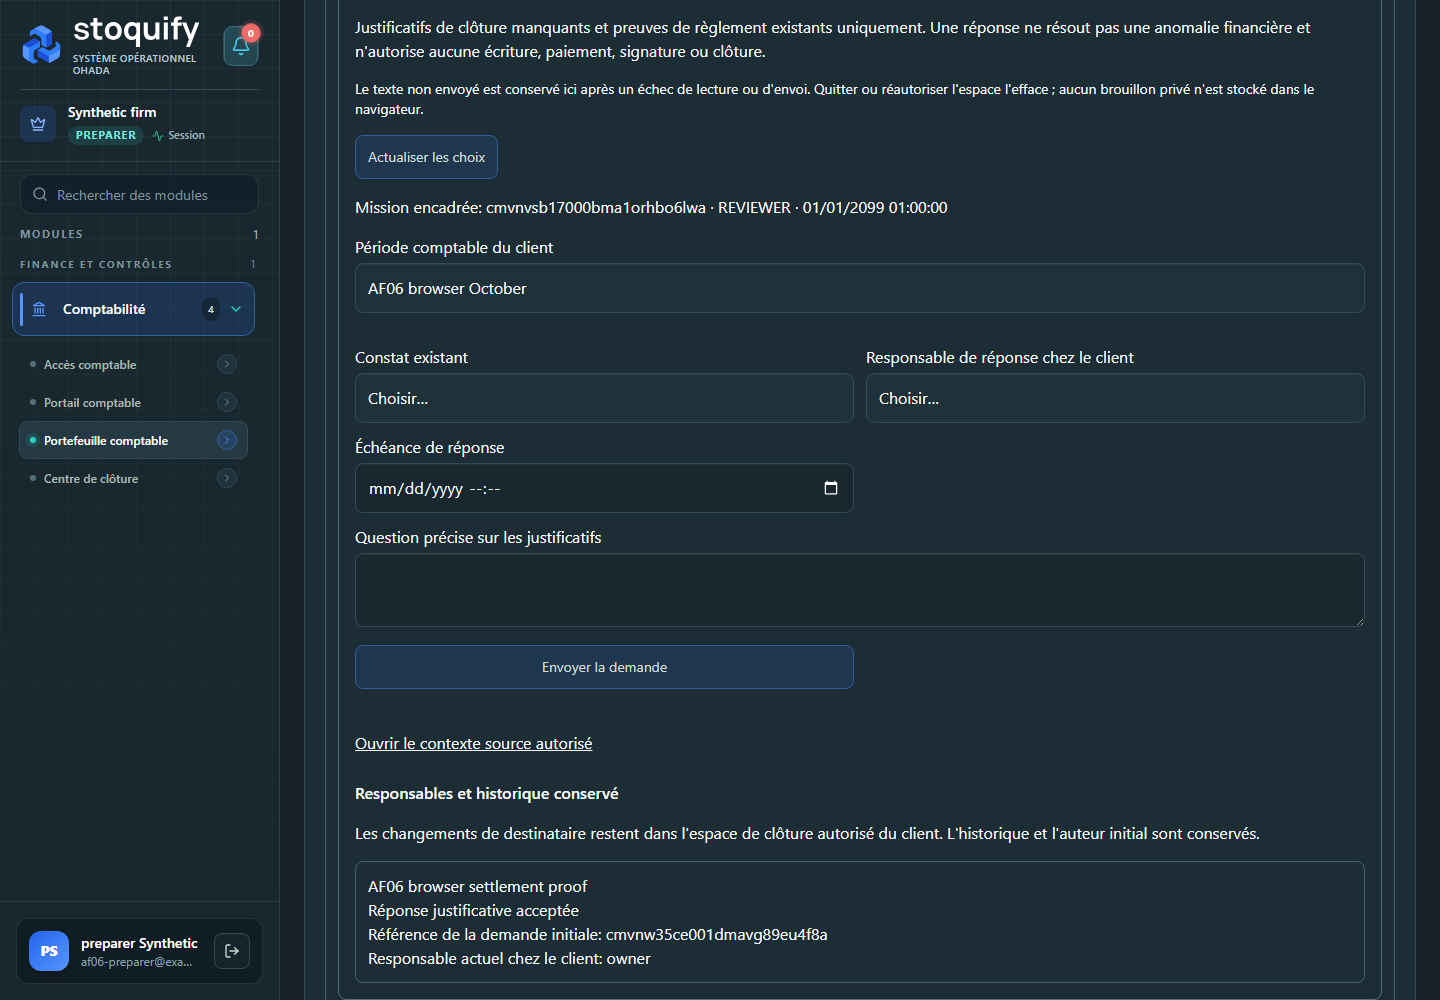 stoquify
SYSTÈME OPÉRATIONNEL
OHADA
0
Synthetic firm
PREPARER
Session
Rechercher des modules
MODULES
1
FINANCE ET CONTRÔLES
1
Comptabilité
4
Accès comptable
Portail comptable
Portefeuille comptable
Centre de clôture
PS
preparer Synthetic
af06-preparer@exa...
Justificatifs de clôture manquants et preuves de règlement existants uniquement. Une réponse ne résout pas une anomalie financière et
n'autorise aucune écriture, paiement, signature ou clôture.
Le texte non envoyé est conservé ici après un échec de lecture ou d'envoi. Quitter ou réautoriser l'espace l'efface ; aucun brouillon privé n'est stocké dans le
navigateur.
Actualiser les choix
Mission encadrée: cmvnvsb17000bma1orhbo6lwa · REVIEWER · 01/01/2099 01:00:00
Période comptable du client
AF06 browser October
Constat existant
Responsable de réponse chez le client
Choisir...
Choisir...
Échéance de réponse
mm/dd/yyyy --:--
Question précise sur les justificatifs
Envoyer la demande
Ouvrir le contexte source autorisé
Responsables et historique conservé
Les changements de destinataire restent dans l'espace de clôture autorisé du client. L'historique et l'auteur initial sont conservés.
AF06 browser settlement proof
Réponse justificative acceptée
Référence de la demande initiale: cmvnw35ce001dmavg89eu4f8a
Responsable actuel chez le client: owner